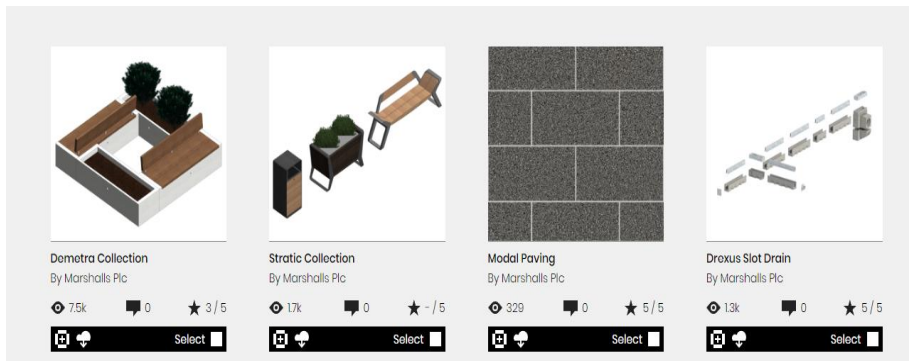 Demetra Collection
By Marshalls Plc
7.5k 0 3 / 5
Select
Stratic Collection
By Marshalls Plc
1.7k 0 - / 5
Select
Modal Paving
By Marshalls Plc
329 0 5 / 5
Select
Drexus Slot Drain
By Marshalls Plc
1.3k 0 5 / 5
Select